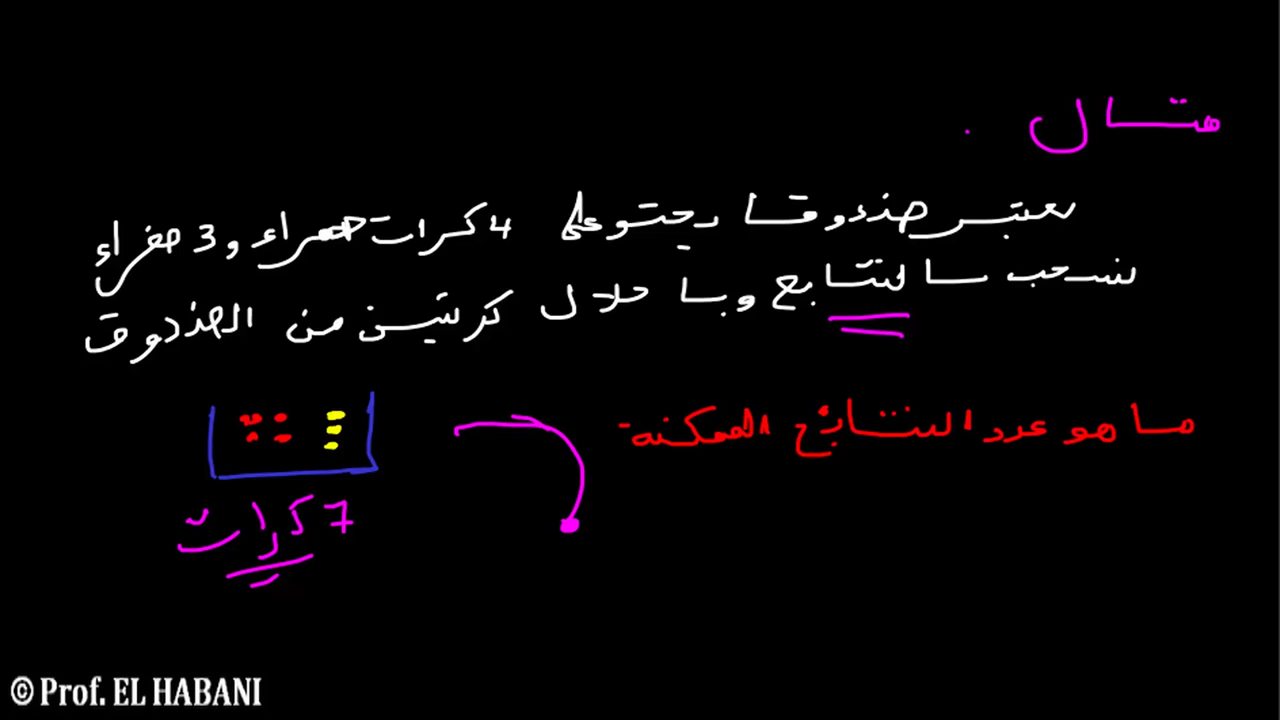 مثال
نعتبر صندوقا يحتوي على 4 كرات حمراء و 3 صفراء
نسحب بالتتابع وبإحلال كرتين من الصندوق
ما هو عدد النتائج الممكنة
7 كرات
© Prof. EL HABANI